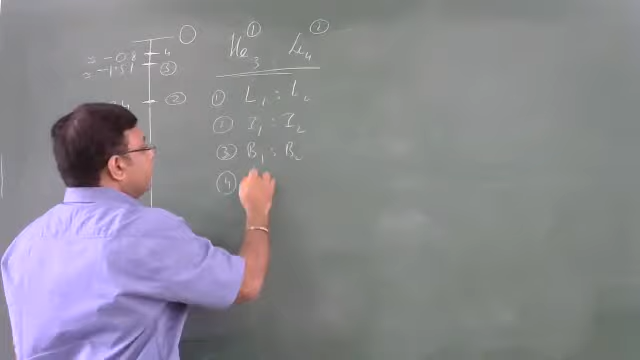 0
= -0.8 4
= -1.51 3
2
He 3 1 Li 4 2
1 L1 : L2
2 I1 : I2
3 B1 : B2
4